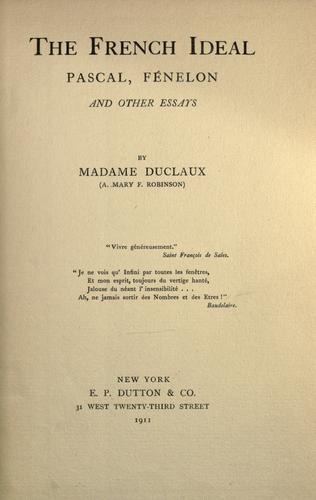 THE FRENCH IDEAL
PASCAL, FÉNELON
AND OTHER ESSAYS
BY
MADAME DUCLAUX
(A. MARY F. ROBINSON)
"Vivre généreusement."
Saint François de Sales.
"Je ne vois qu' Infini par toutes les fenêtres,
Et mon esprit, toujours du vertige hanté,
Jalouse du néant l' insensibilité . . .
Ah, ne jamais sortir des Nombres et des Etres!"
Baudelaire.
NEW YORK
E. P. DUTTON & CO.
31 WEST TWENTY-THIRD STREET
1911